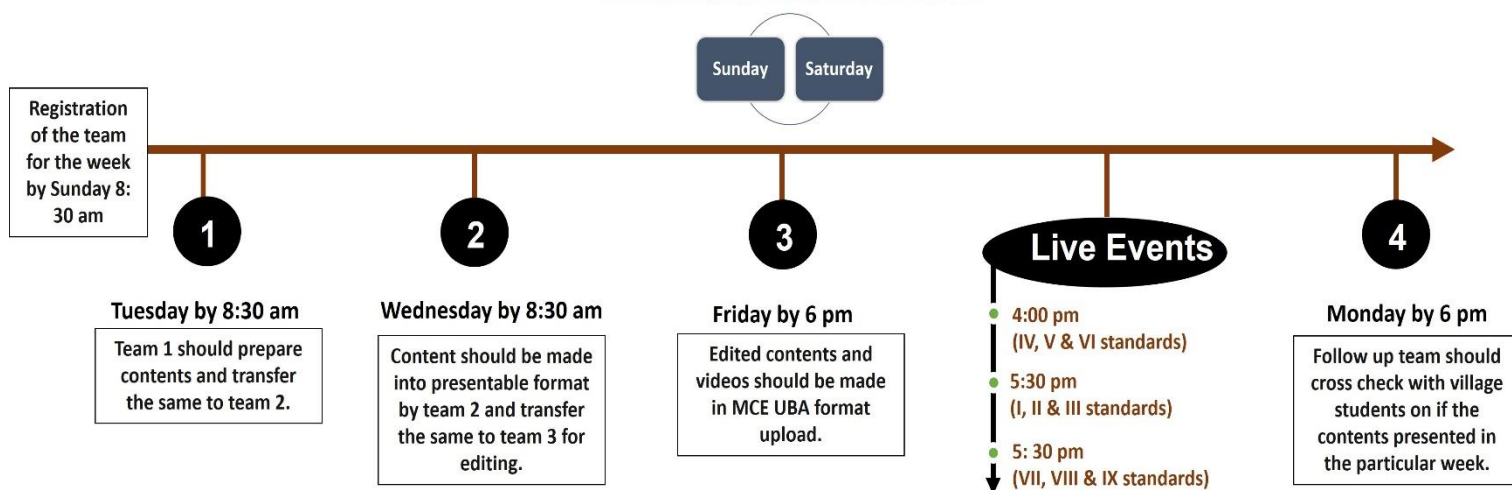 Sunday
Saturday
Registration
of the team
for the week
by Sunday 8:
30 am
1
Tuesday by 8:30 am
Team 1 should prepare
contents and transfer
the same to team 2.
2
Wednesday by 8:30 am
Content should be made
into presentable format
by team 2 and transfer
the same to team 3 for
editing.
3
Friday by 6 pm
Edited contents and
videos should be made
in MCE UBA format
upload.
Live Events
4:00 pm
(IV, V & VI standards)
5:30 pm
(I, II & III standards)
5: 30 pm
(VII, VIII & IX standards)
4
Monday by 6 pm
Follow up team should
cross check with village
students on if the
contents presented in
the particular week.